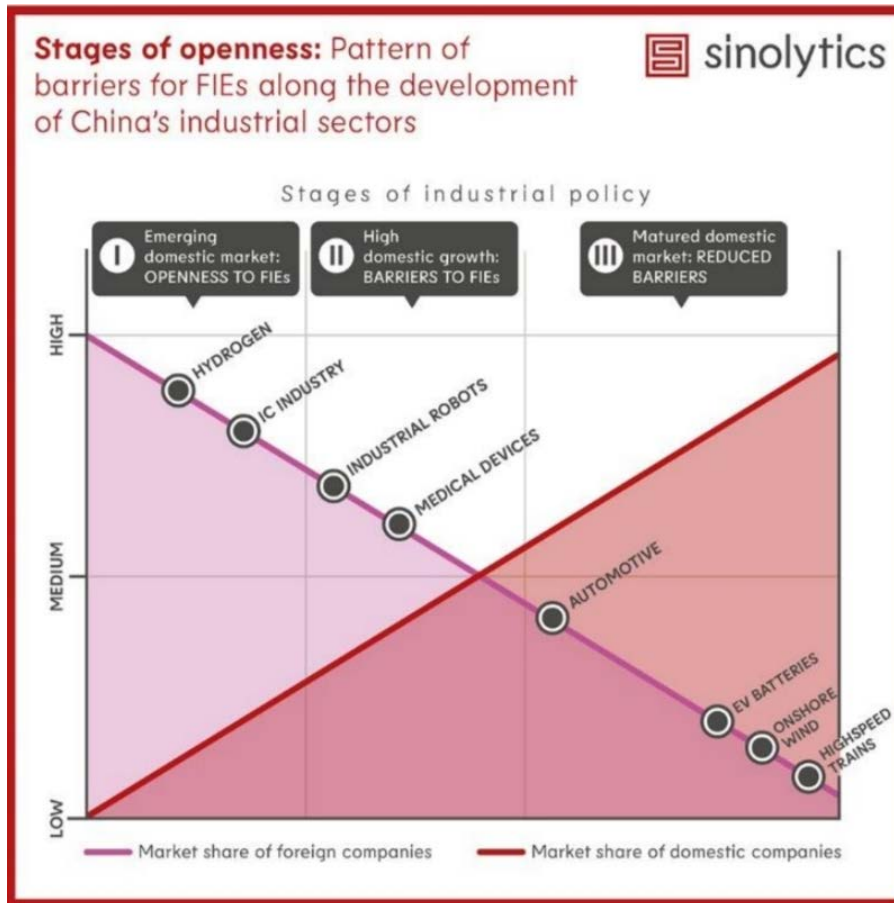 Stages of openness: Pattern of
barriers for FIEs along the development
of China's industrial sectors
sinolytics
Stages of industrial policy
I
Emerging
domestic market:
OPENNESS TO FIEs
II
High
domestic growth:
BARRIERS TO FIEs
III
Matured domestic
market: REDUCED
BARRIERS
HIGH
MEDIUM
LOW
HYDROGEN
IC INDUSTRY
INDUSTRIAL ROBOTS
MEDICAL DEVICES
AUTOMOTIVE
EV BATTERIES
ONSHORE
WIND
HIGHSPEED
TRAINS
Market share of foreign companies
Market share of domestic companies